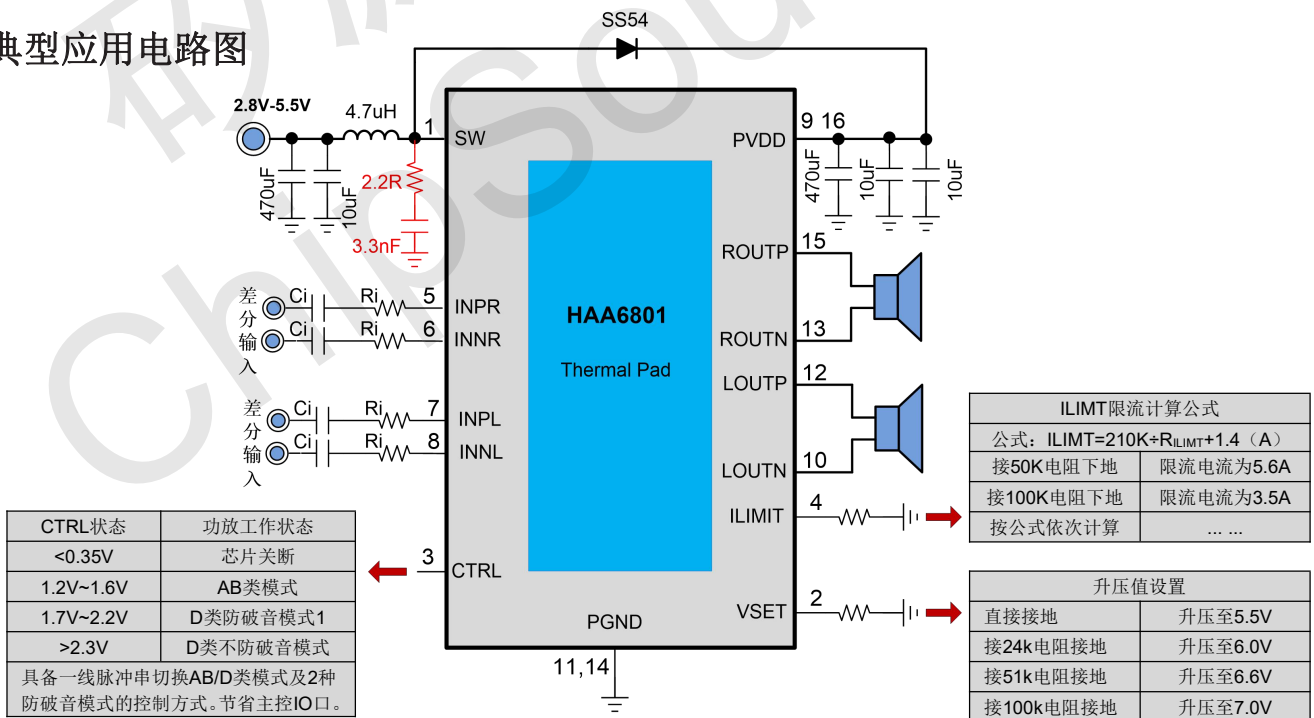 典型应用电路图
SS54
2.8V-5.5V
4.7uH
1
SW
PVDD
9 16
470uF
10uF
2.2R
3.3nF
470uF
10uF
10uF
ROUTP
15
差分输入
Ci
Ri
5
INPR
Ci
Ri
6
INNR
HAA6801
Thermal Pad
ROUTN
13
LOUTP
12
差分输入
Ci
Ri
7
INPL
Ci
Ri
8
INNL
LOUTN
10
ILIMIT
4
3
CTRL
VSET
2
PGND
11,14
ILIMT限流计算公式
公式：ILIMT=210K÷RILIMT+1.4（A）
接50K电阻下地 限流电流为5.6A
接100K电阻下地 限流电流为3.5A
按公式依次计算 ... ...
CTRL状态 功放工作状态
<0.35V 芯片关断
1.2V~1.6V AB类模式
1.7V~2.2V D类防破音模式1
>2.3V D类不防破音模式
具备一线脉冲串切换AB/D类模式及2种
防破音模式的控制方式。节省主控IO口。
升压值设置
直接接地 升压至5.5V
接24k电阻接地 升压至6.0V
接51k电阻接地 升压至6.6V
接100k电阻接地 升压至7.0V